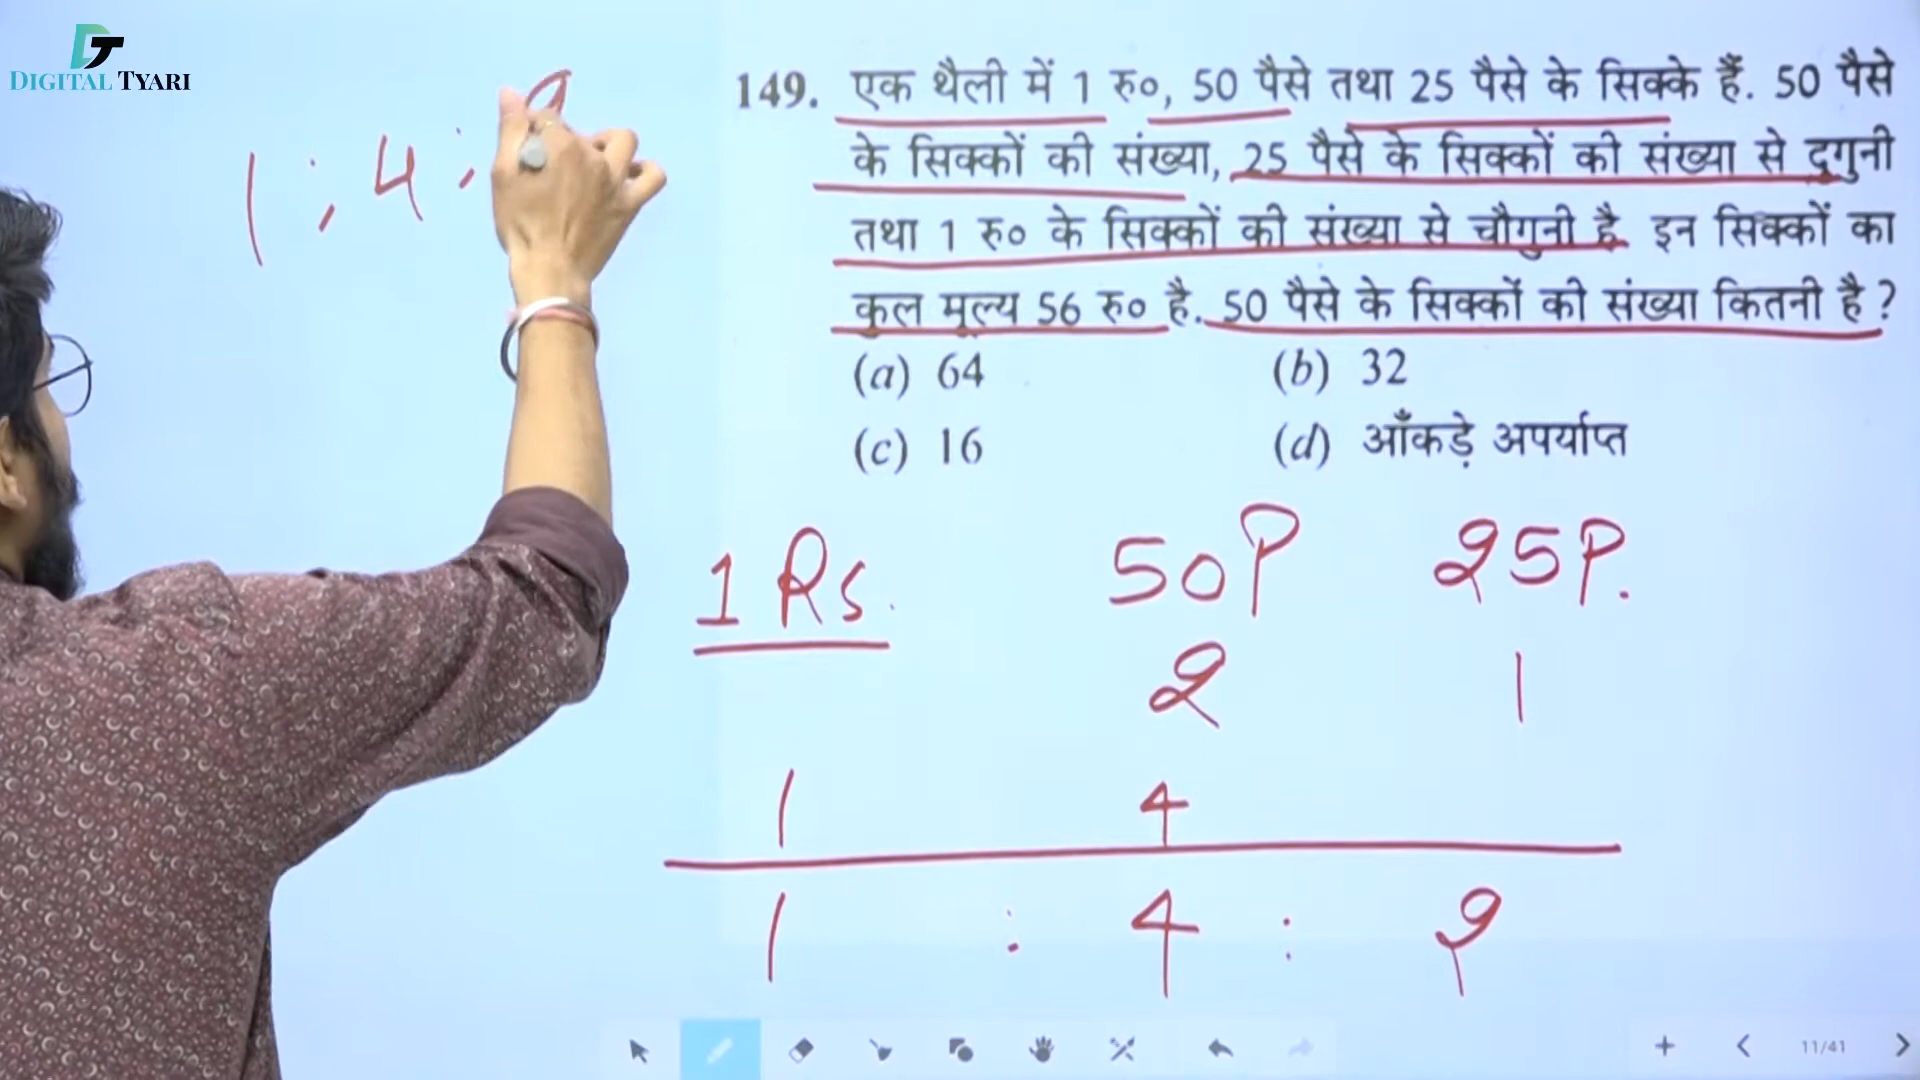 DT
DIGITAL TYARI
1 : 4 :
149. एक थैली में 1 रु०, 50 पैसे तथा 25 पैसे के सिक्के हैं. 50 पैसे
के सिक्कों की संख्या, 25 पैसे के सिक्कों की संख्या से दुगुनी
तथा 1 रु० के सिक्कों की संख्या से चौगुनी है. इन सिक्कों का
कुल मूल्य 56 रु० है. 50 पैसे के सिक्कों की संख्या कितनी है ?
(a) 64 (b) 32
(c) 16 (d) आँकड़े अपर्याप्त
1 Rs. 50P 25P.
2 1
1 4
1 : 4 : 2
11/41